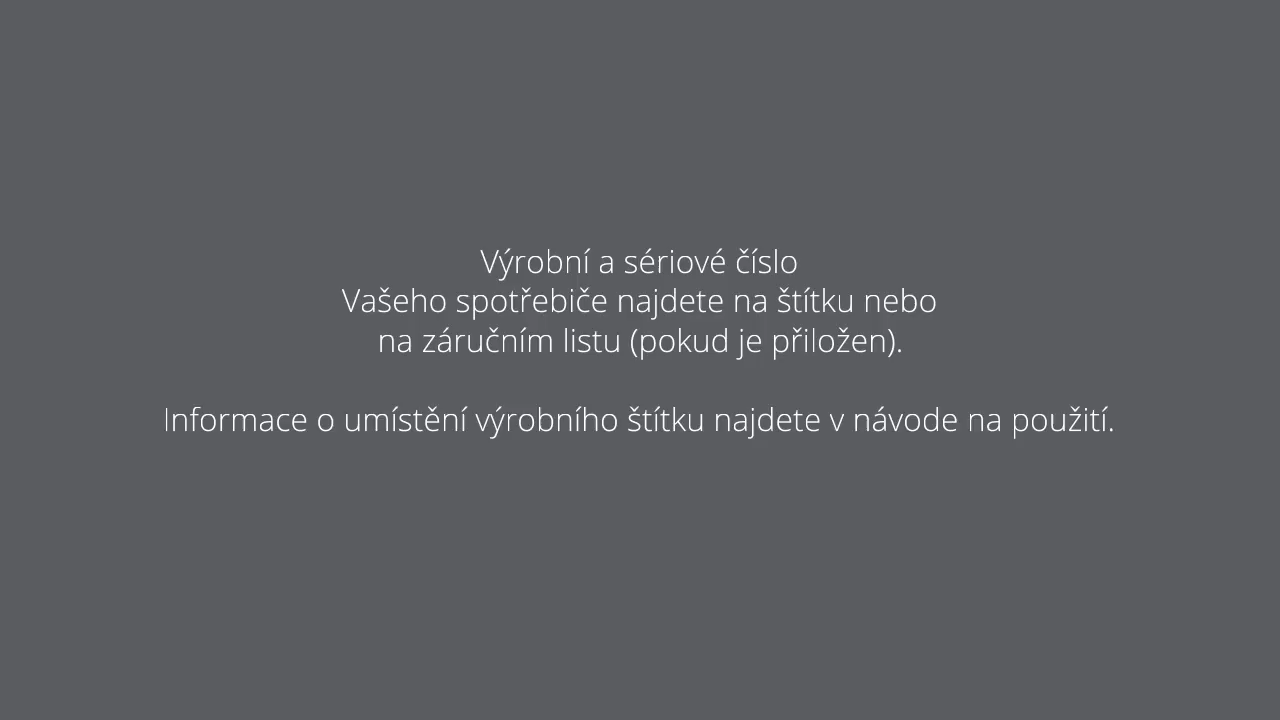 Výrobní a sériové číslo
Vašeho spotřebiče najdete na štítku nebo
na záručním listu (pokud je přiložen).
Informace o umístění výrobního štítku najdete v návode na použití.